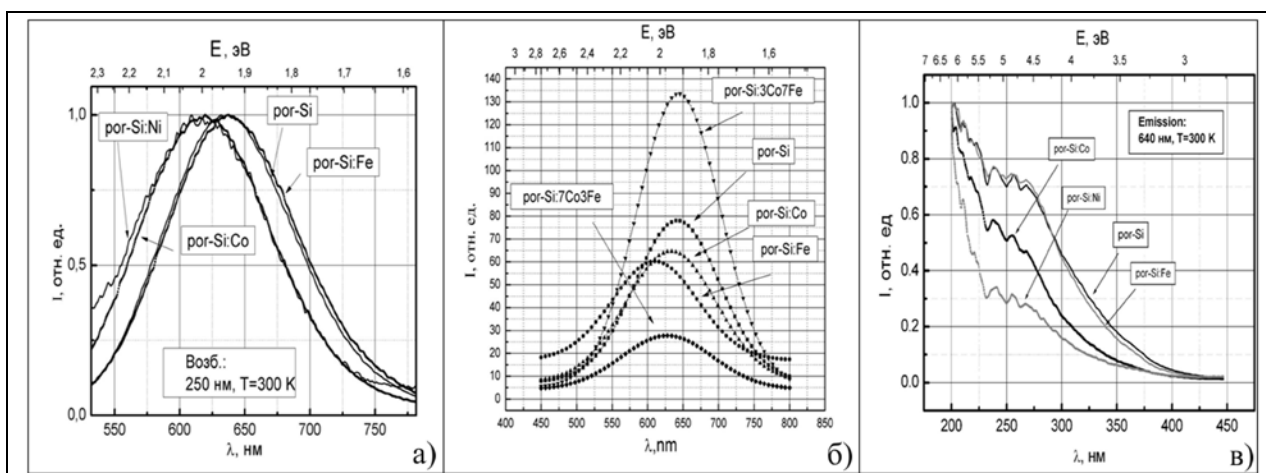 E, эВ
2,3 2,2 2,1 2 1,9 1,8 1,7 1,6
I, отн. ед.
1,0
0,5
0,0
por-Si:Ni
por-Si
por-Si:Fe
por-Si:Co
Возб.:
250 нм, T=300 K
550 600 650 700 750
λ, нм
а)
E, эВ
3 2,8 2,6 2,4 2,2 2 1,8 1,6
I, отн. ед.
145
135
130
120
110
100
90
80
70
60
50
40
30
20
10
0
por-Si:3Co7Fe
por-Si
por-Si:7Co3Fe
por-Si:Co
por-Si:Fe
400 450 500 550 600 650 700 750 800 850
λ,nm
б)
E, эВ
7 6,5 6 5,5 5 4,5 4 3,5 3
I, отн. ед
1.0
0.8
0.6
0.4
0.2
0.0
Emission:
640 нм, T=300 K
por-Si:Co
por-Si:Ni
por-Si
por-Si:Fe
200 250 300 350 400 450
λ, нм
в)